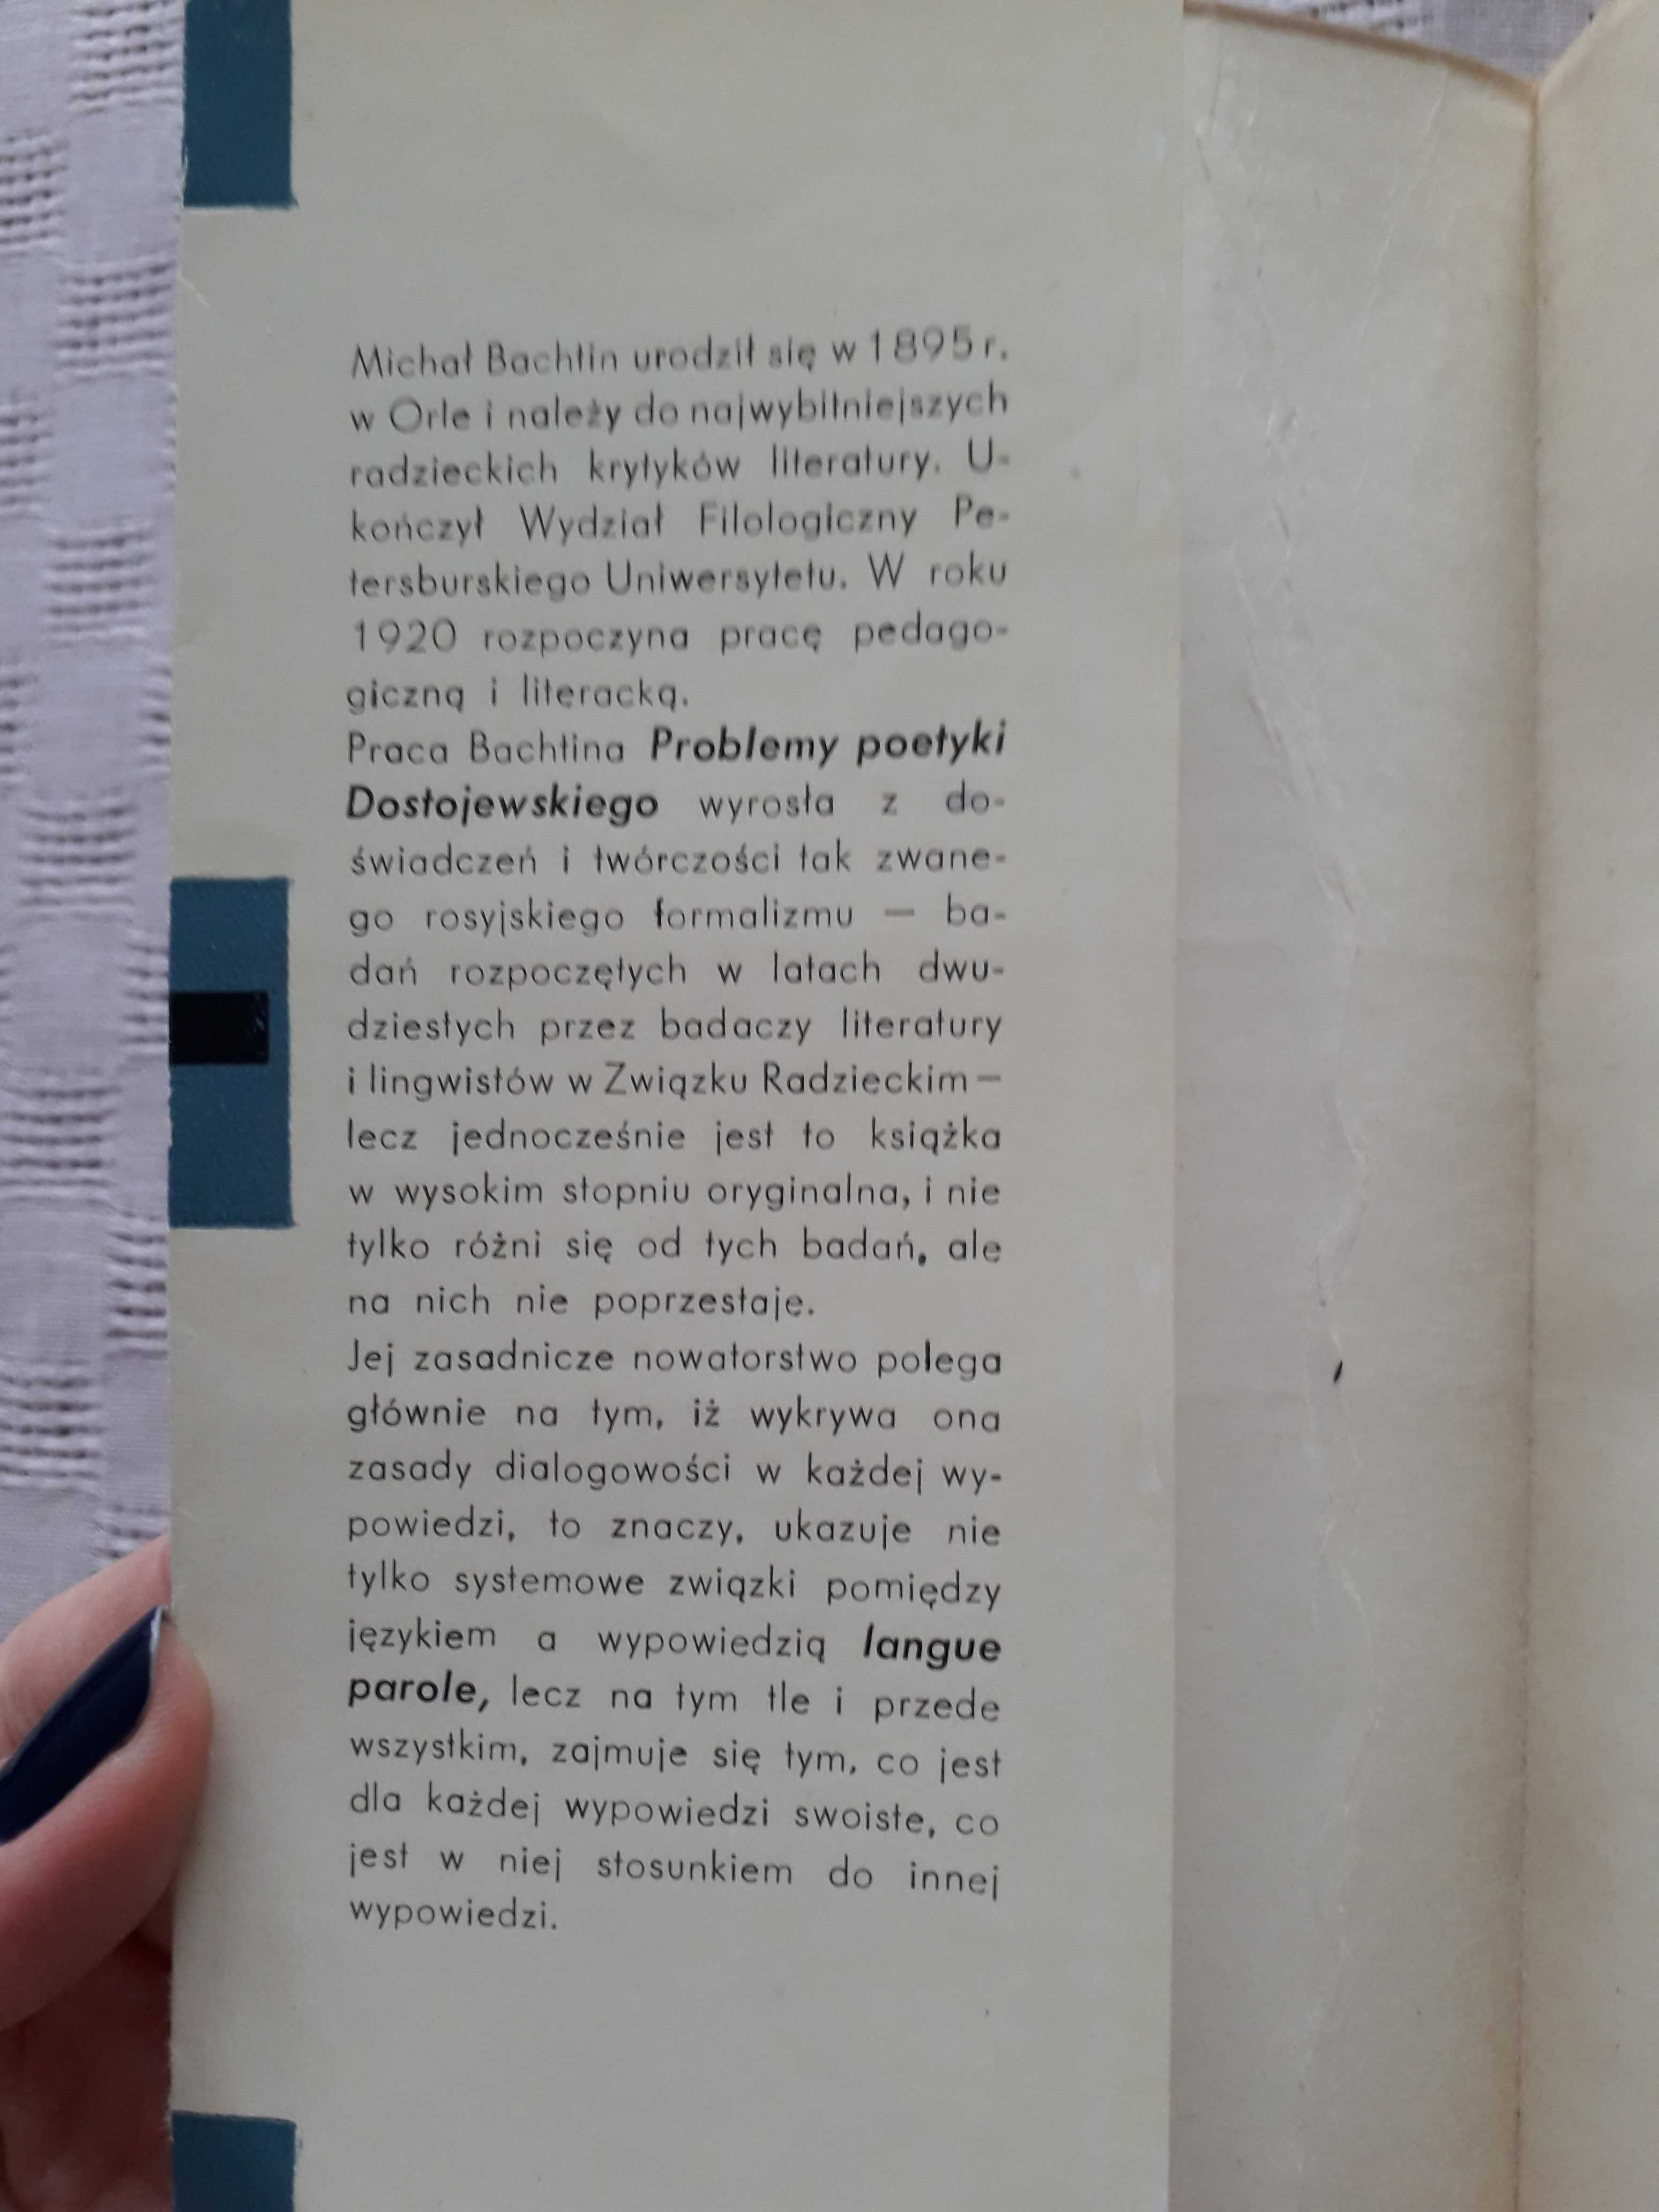 Michał Bachtin urodził się w 1895 r.
w Orle i należy do najwybitniejszych
radzieckich krytyków literatury. U-
kończył Wydział Filologiczny Pe-
tersburskiego Uniwersytetu. W roku
1920 rozpoczyna pracę pedago-
giczną i literacką.
Praca Bachtina Problemy poetyki
Dostojewskiego wyrosła z do-
świadczeń i twórczości tak zwane-
go rosyjskiego formalizmu — ba-
dań rozpoczętych w latach dwu-
dziestych przez badaczy literatury
i lingwistów w Związku Radzieckim —
lecz jednocześnie jest to książka
w wysokim stopniu oryginalna, i nie
tylko różni się od tych badań, ale
na nich nie poprzestaje.
Jej zasadnicze nowatorstwo polega
głównie na tym, iż wykrywa ona
zasady dialogowości w każdej wy-
powiedzi, to znaczy, ukazuje nie
tylko systemowe związki pomiędzy
językiem a wypowiedzią langue
parole, lecz na tym tle i przede
wszystkim, zajmuje się tym, co jest
dla każdej wypowiedzi swoiste, co
jest w niej stosunkiem do innej
wypowiedzi.